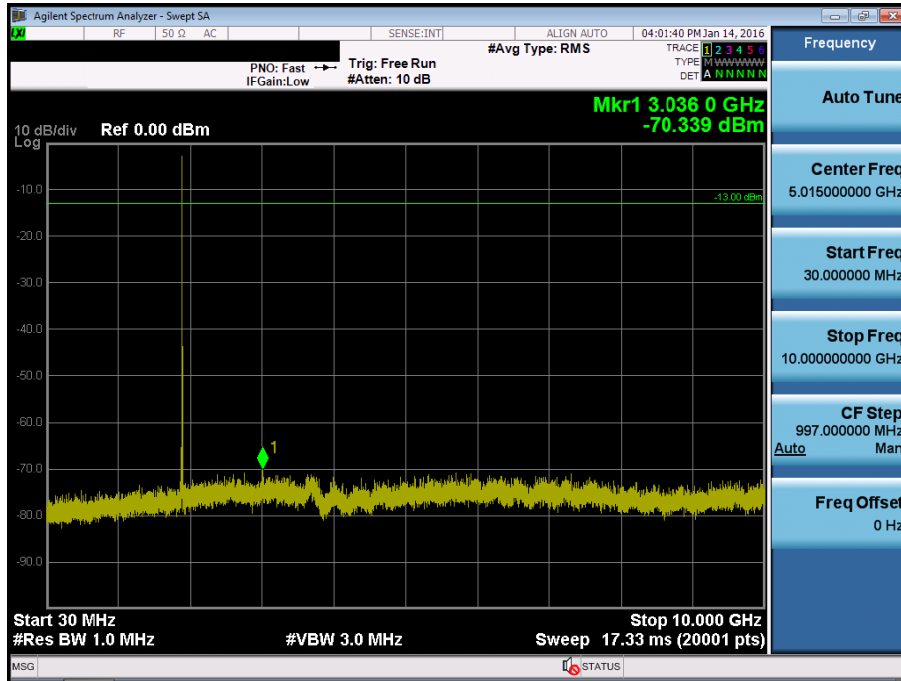 Agilent Spectrum Analyzer - Swept SA
LXI RF 50 Ω AC SENSE:INT ALIGN AUTO 04:01:40 PM Jan 14, 2016
#Avg Type: RMS
TRACE 1 2 3 4 5 6
TYPE M WWWWW
DET A N N N N N
PNO: Fast
IFGain:Low
Trig: Free Run
#Atten: 10 dB
Mkr1 3.036 0 GHz
-70.339 dBm
10 dB/div Ref 0.00 dBm
Log
-10.0
-13.00 dBm
-20.0
-30.0
-40.0
-50.0
-60.0
1
-70.0
-80.0
-90.0
Start 30 MHz Stop 10.000 GHz
#Res BW 1.0 MHz #VBW 3.0 MHz Sweep 17.33 ms (20001 pts)
MSG STATUS
Frequency
Auto Tune
Center Freq
5.015000000 GHz
Start Freq
30.000000 MHz
Stop Freq
10.000000000 GHz
CF Step
997.000000 MHz
Auto Man
Freq Offset
0 Hz